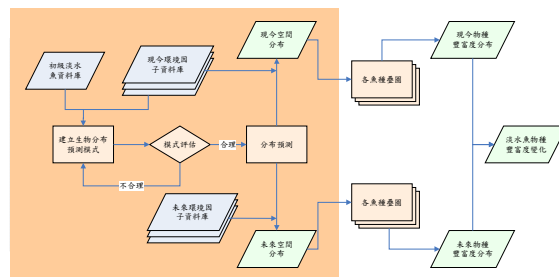 初級淡水
魚資料庫
現今環境因
子資料庫
現今空間
分布
各魚種疊圖
現今物種
豐富度分布
建立生物分布
預測模式
模式評估
合理
分布預測
不合理
淡水魚物種
豐富度變化
未來環境因
子資料庫
未來空間
分布
各魚種疊圖
未來物種
豐富度分布